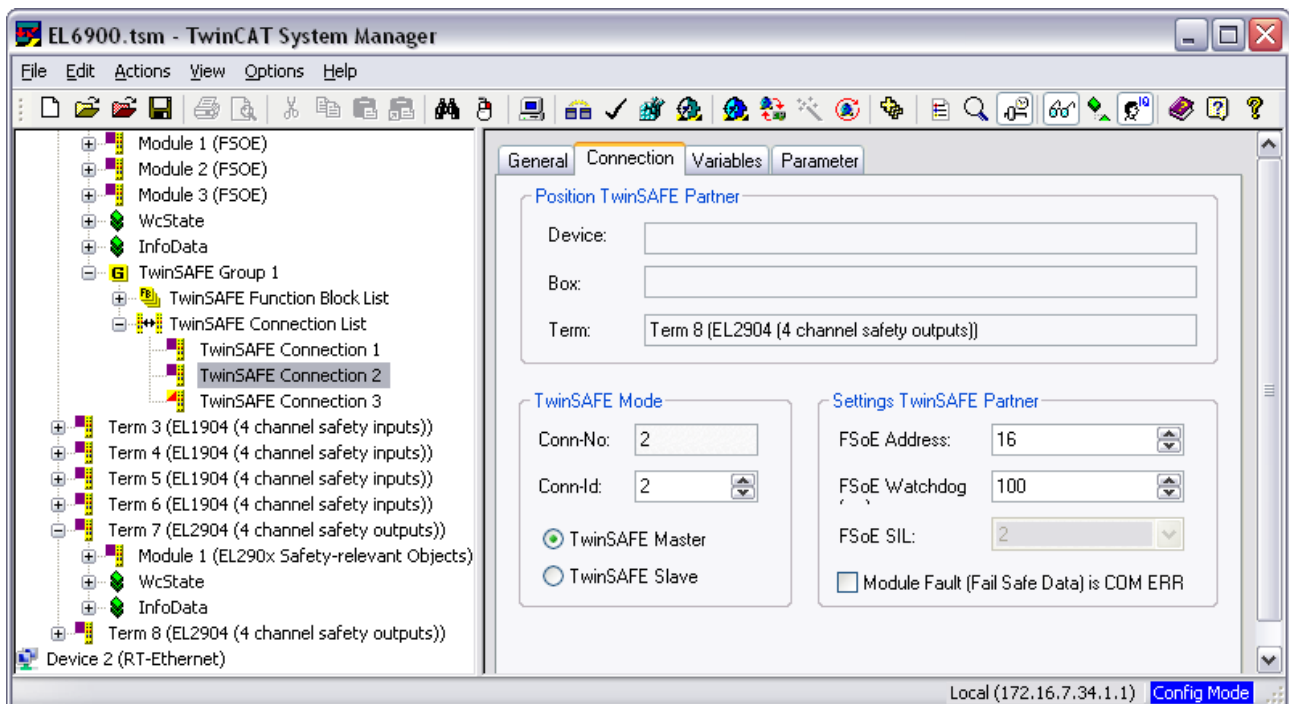 EL6900.tsm - TwinCAT System Manager
File Edit Actions View Options Help
Module 1 (FSOE)
Module 2 (FSOE)
Module 3 (FSOE)
WcState
InfoData
TwinSAFE Group 1
TwinSAFE Function Block List
TwinSAFE Connection List
TwinSAFE Connection 1
TwinSAFE Connection 2
TwinSAFE Connection 3
Term 3 (EL1904 (4 channel safety inputs))
Term 4 (EL1904 (4 channel safety inputs))
Term 5 (EL1904 (4 channel safety inputs))
Term 6 (EL1904 (4 channel safety inputs))
Term 7 (EL2904 (4 channel safety outputs))
Module 1 (EL290x Safety-relevant Objects)
WcState
InfoData
Term 8 (EL2904 (4 channel safety outputs))
Device 2 (RT-Ethernet)
General Connection Variables Parameter
Position TwinSAFE Partner
Device:
Box:
Term: Term 8 (EL2904 (4 channel safety outputs))
TwinSAFE Mode
Conn-No: 2
Conn-Id: 2
TwinSAFE Master
TwinSAFE Slave
Settings TwinSAFE Partner
FSoE Address: 16
FSoE Watchdog 100
FSoE SIL: 2
Module Fault (Fail Safe Data) is COM ERR
Local (172.16.7.34.1.1) Config Mode